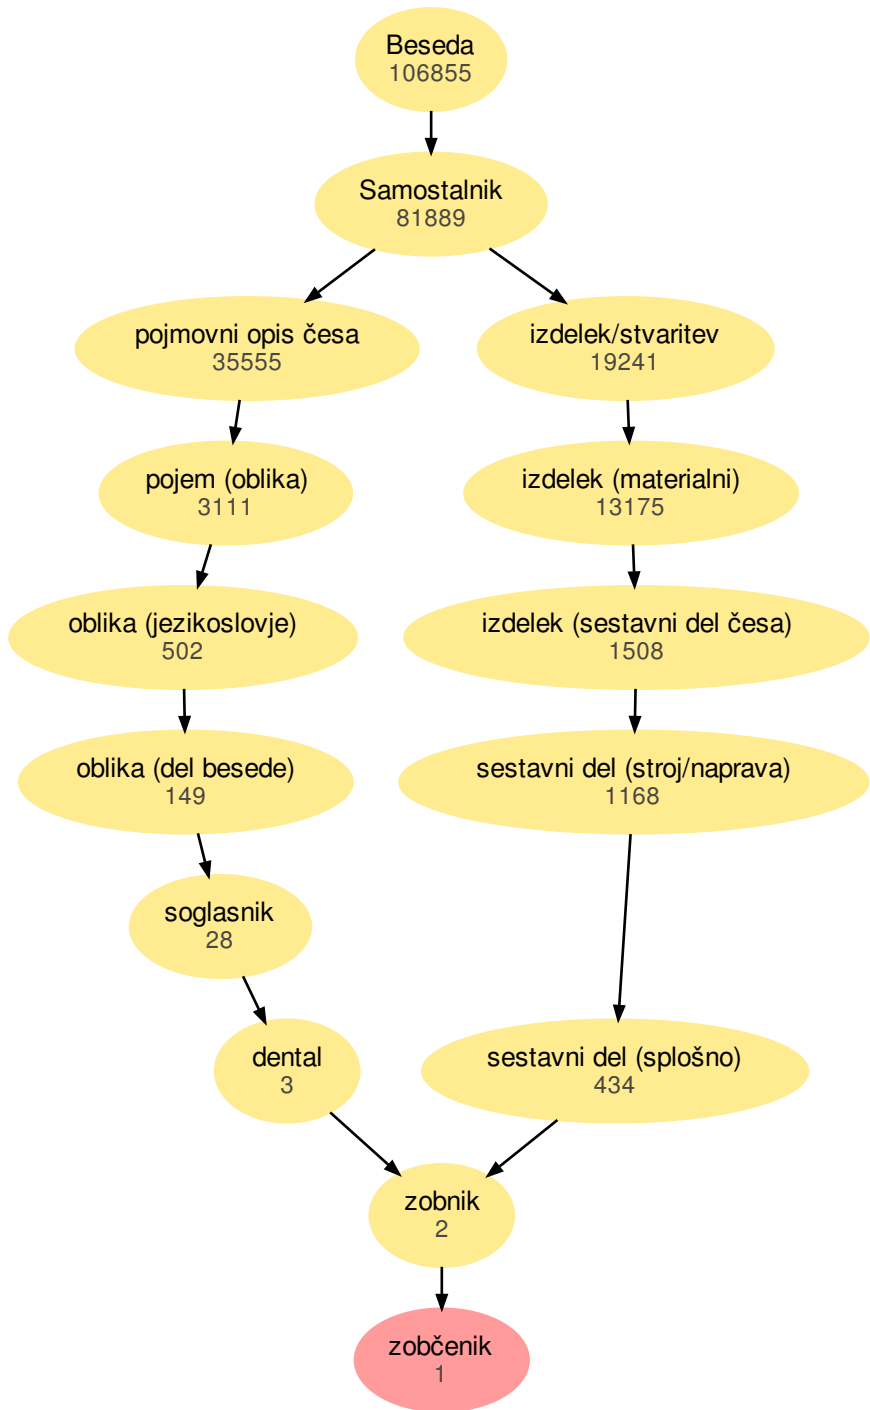 Beseda
106855
Samostalnik
81889
pojmovni opis česa
35555
izdelek/stvaritev
19241
pojem (oblika)
3111
izdelek (materialni)
13175
oblika (jezikoslovje)
502
izdelek (sestavni del česa)
1508
oblika (del besede)
149
sestavni del (stroj/naprava)
1168
soglasnik
28
dental
3
sestavni del (splošno)
434
zobnik
2
zobčenik
1